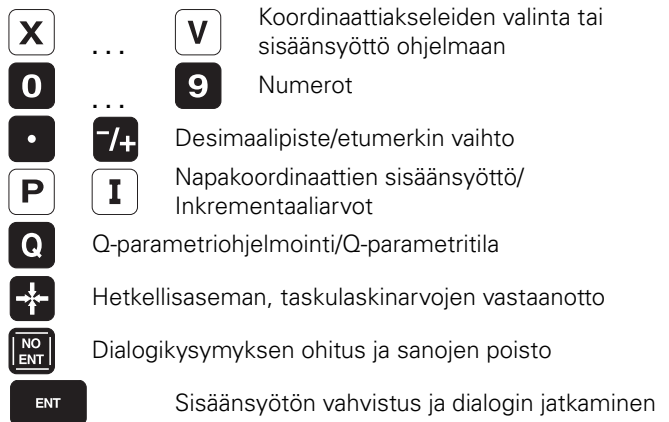 X ... V Koordinaattiakseleiden valinta tai
sisäänsyöttö ohjelmaan
0 ... 9 Numerot
. -/+ Desimaalipiste/etumerkin vaihto
P I Napakoordinaattien sisäänsyöttö/
Inkrementaaliarvot
Q Q-parametriohjelmointi/Q-parametritila
Hetkellisaseman, taskulaskinarvojen vastaanotto
NO
ENT Dialogikysymyksen ohitus ja sanojen poisto
ENT Sisäänsyötön vahvistus ja dialogin jatkaminen